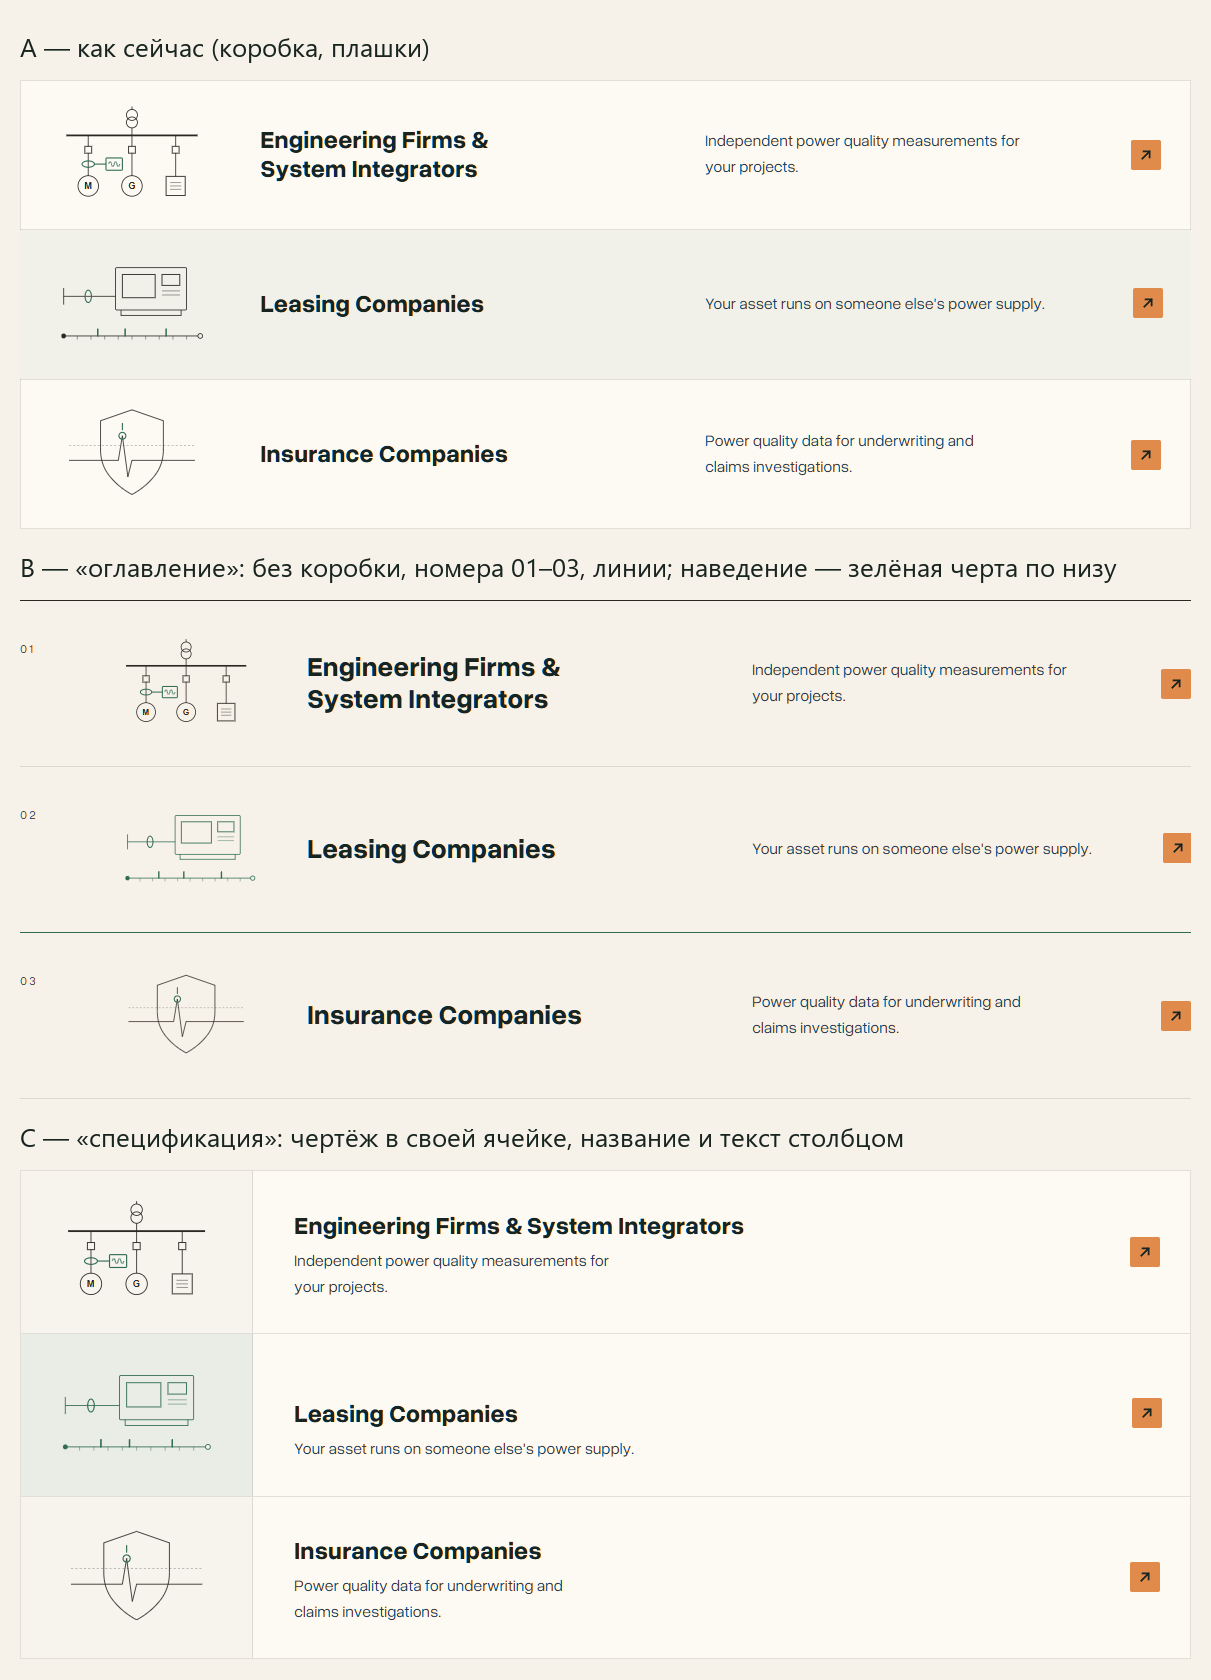 A — как сейчас (коробка, плашки)
Engineering Firms &
System Integrators
Independent power quality measurements for
your projects.
M
G
Leasing Companies
Your asset runs on someone else's power supply.
Insurance Companies
Power quality data for underwriting and
claims investigations.
B — «оглавление»: без коробки, номера 01–03, линии; наведение — зелёная черта по низу
01
Engineering Firms &
System Integrators
Independent power quality measurements for
your projects.
M
G
02
Leasing Companies
Your asset runs on someone else's power supply.
03
Insurance Companies
Power quality data for underwriting and
claims investigations.
C — «спецификация»: чертёж в своей ячейке, название и текст столбцом
Engineering Firms & System Integrators
Independent power quality measurements for
your projects.
M
G
Leasing Companies
Your asset runs on someone else's power supply.
Insurance Companies
Power quality data for underwriting and
claims investigations.